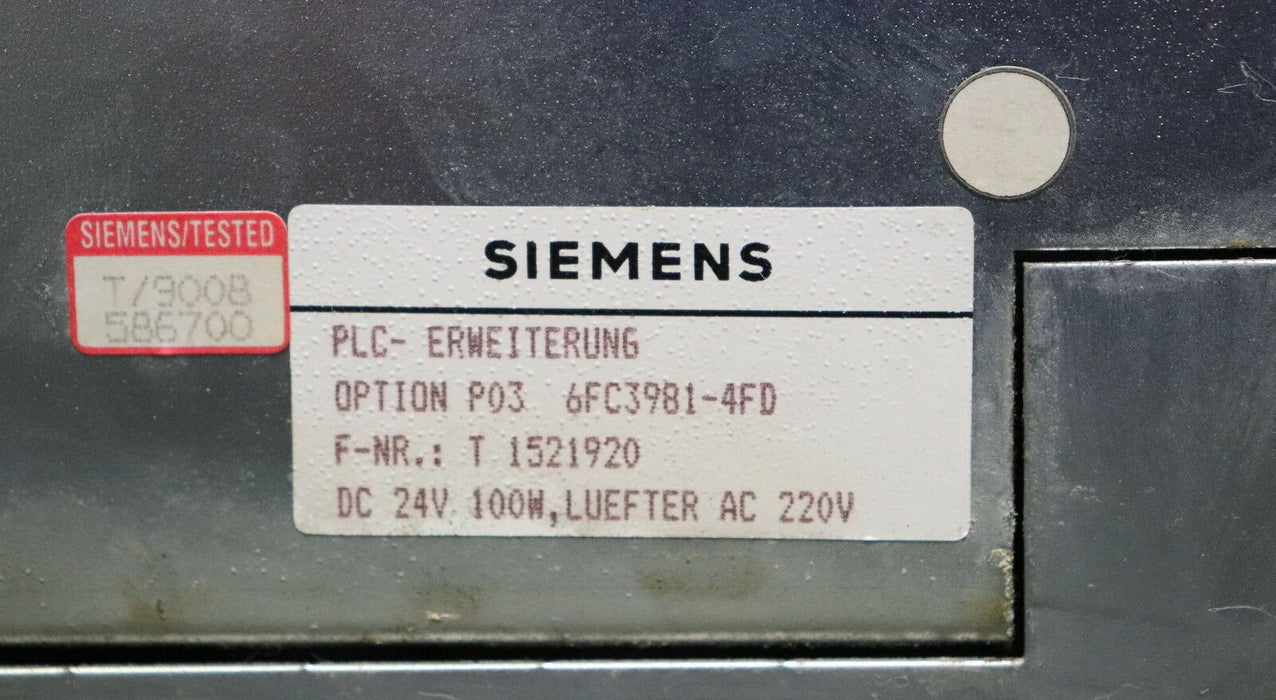 SIEMENS/TESTED
T/9008
586700
SIEMENS
PLC- ERWEITERUNG
OPTION P03 6FC3981-4FD
F-NR.: T 1521920
DC 24V 100W,LUEFTER AC 220V